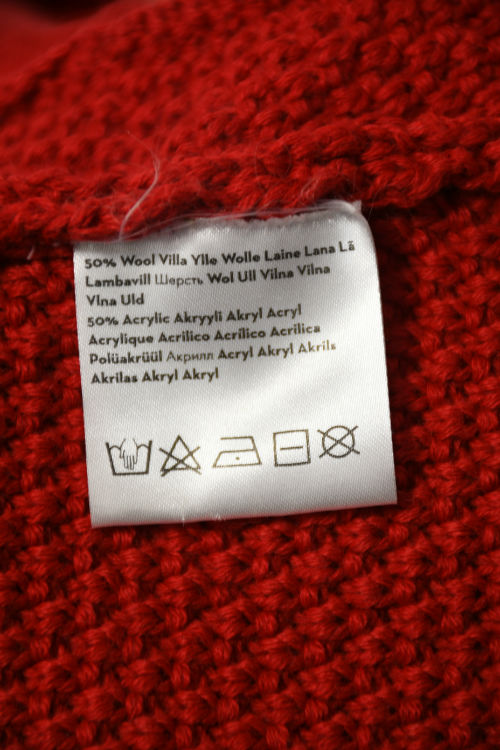 50% Wool Villa Ylle Wolle Laine Lana Lã
Lambavill Шерсть Wol Ull Vilna Vilna
Vlna Uld
50% Acrylic Akryyli Akryl Acryl
Acrylique Acrilico Acrílico Acrilica
Polüakrüül Акрилл Acryl Akryl Akrils
Akrilas Akryl Akryl